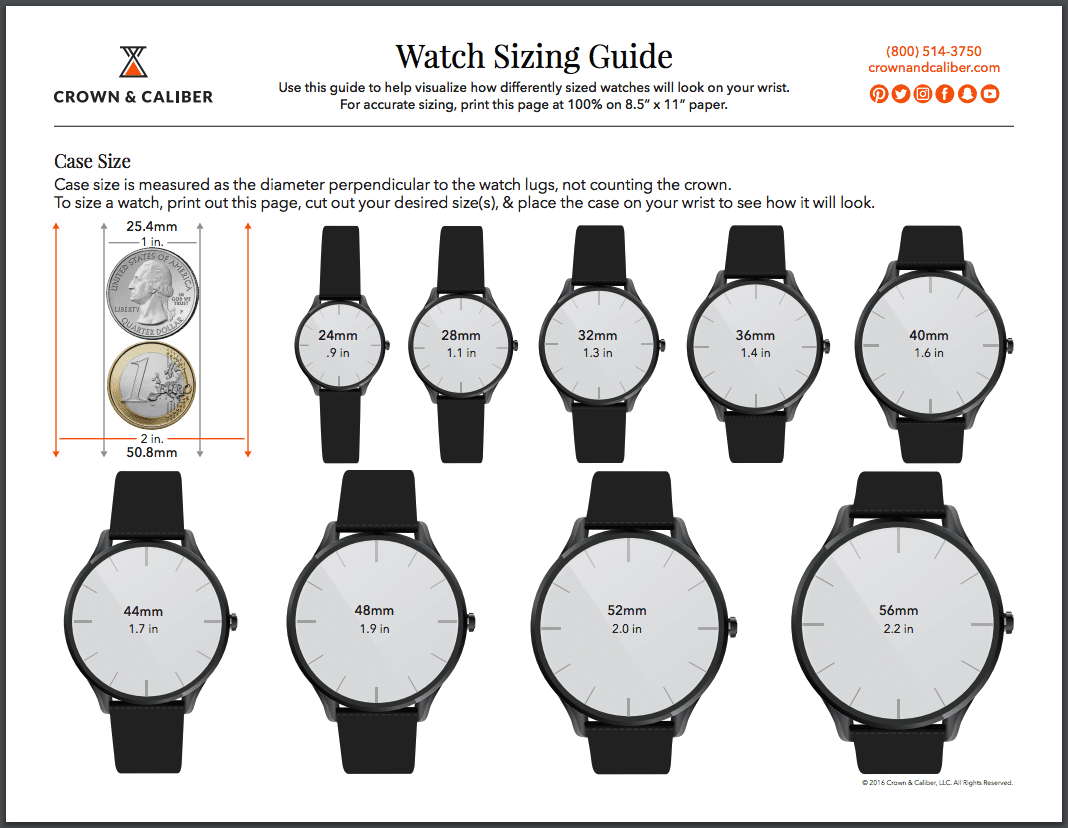 CROWN & CALIBER
Watch Sizing Guide
Use this guide to help visualize how differently sized watches will look on your wrist.
For accurate sizing, print this page at 100% on 8.5” x 11” paper.
(800) 514-3750
crownandcaliber.com
Case Size
Case size is measured as the diameter perpendicular to the watch lugs, not counting the crown.
To size a watch, print out this page, cut out your desired size(s), & place the case on your wrist to see how it will look.
25.4mm
1 in.
UNITED STATES OF AMERICA
LIBERTY
IN
GOD WE
TRUST
QUARTER DOLLAR
1 EURO
2 in.
50.8mm
24mm
.9 in
28mm
1.1 in
32mm
1.3 in
36mm
1.4 in
40mm
1.6 in
44mm
1.7 in
48mm
1.9 in
52mm
2.0 in
56mm
2.2 in
© 2016 Crown & Caliber, LLC. All Rights Reserved.